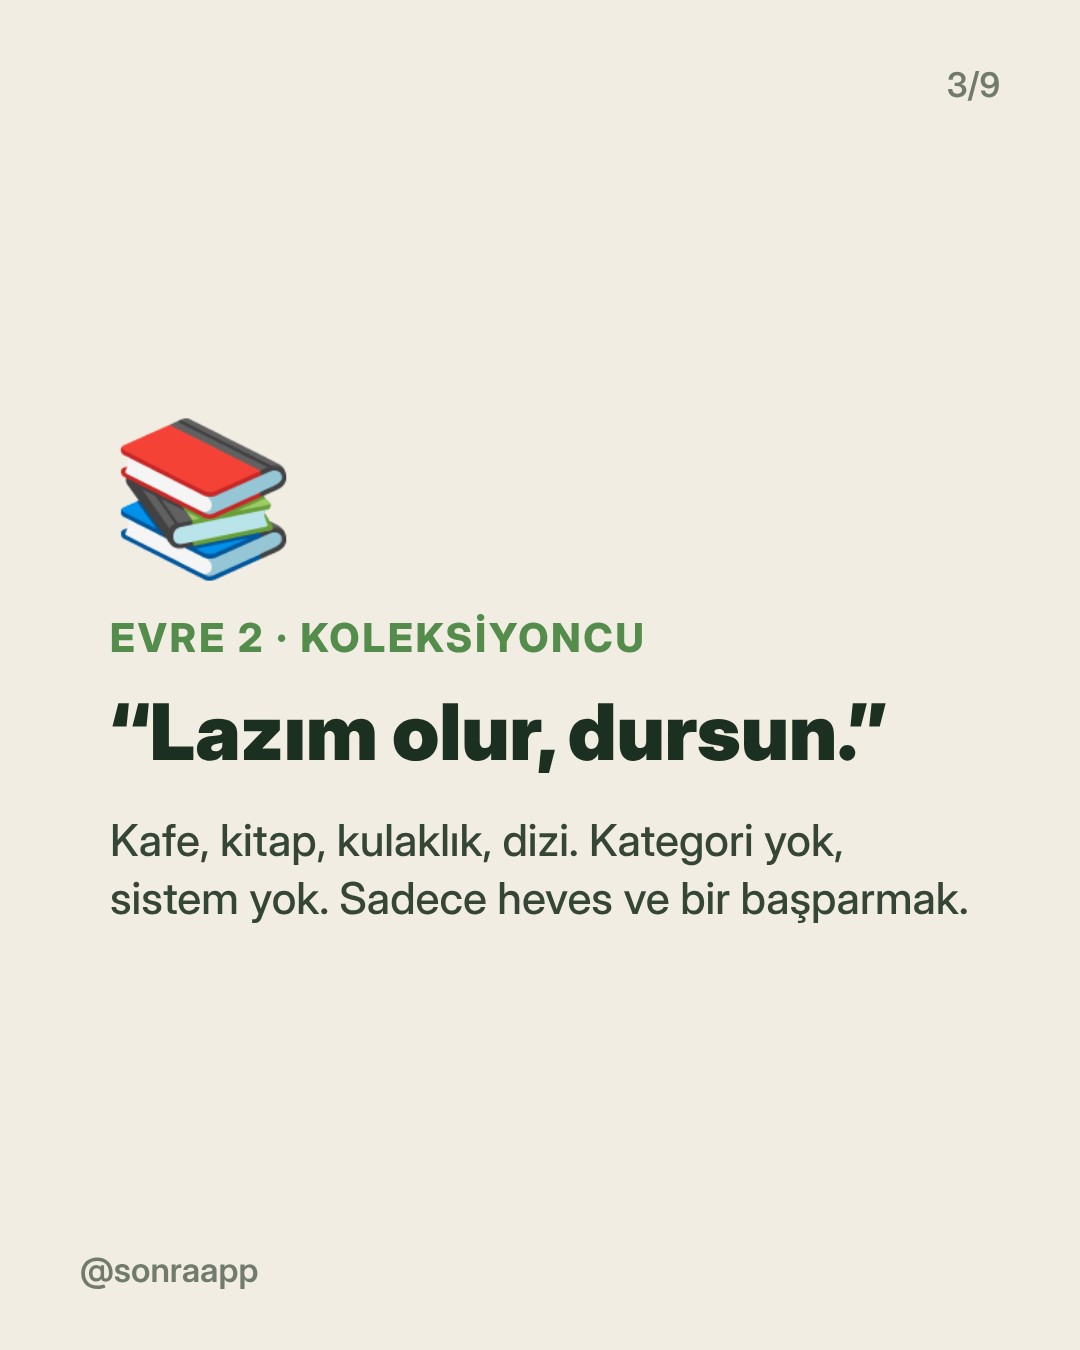 3/9
EVRE 2 · KOLEKSİYONCU
“Lazım olur, dursun.”
Kafe, kitap, kulaklık, dizi. Kategori yok,
sistem yok. Sadece heves ve bir başparmak.
@sonraapp